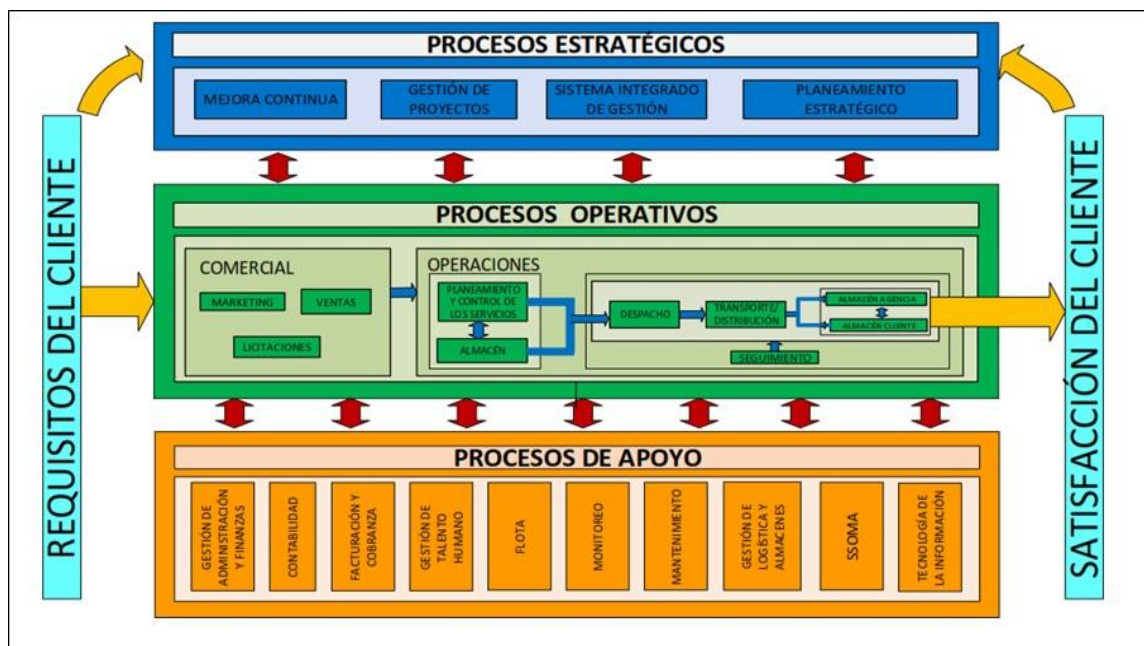 PROCESOS ESTRATÉGICOS
MEJORA CONTINUA
GESTIÓN DE
PROYECTOS
SISTEMA INTEGRADO
DE GESTIÓN
PLANEAMIENTO
ESTRATÉGICO
REQUISITOS DEL CLIENTE
PROCESOS OPERATIVOS
COMERCIAL
MARKETING
VENTAS
LICITACIONES
OPERACIONES
PLANEAMIENTO
Y CONTROL DE
LOS SERVICIOS
ALMACÉN
DESPACHO
TRANSPORTE/
DISTRIBUCIÓN
ALMACÉN AGENCIA
ALMACÉN CLIENTE
SEGUIMIENTO
SATISFACCIÓN DEL CLIENTE
PROCESOS DE APOYO
GESTIÓN DE
ADMINISTRACIÓN
Y FINANZAS
CONTABILIDAD
FACTURACIÓN Y
COBRANZA
GESTIÓN DE
TALENTO
HUMANO
FLOTA
MONITOREO
MANTENIMIENTO
GESTIÓN DE
LOGÍSTICA Y
ALMACENES
SSOMA
TECNOLOGÍA DE
LA INFORMACIÓN